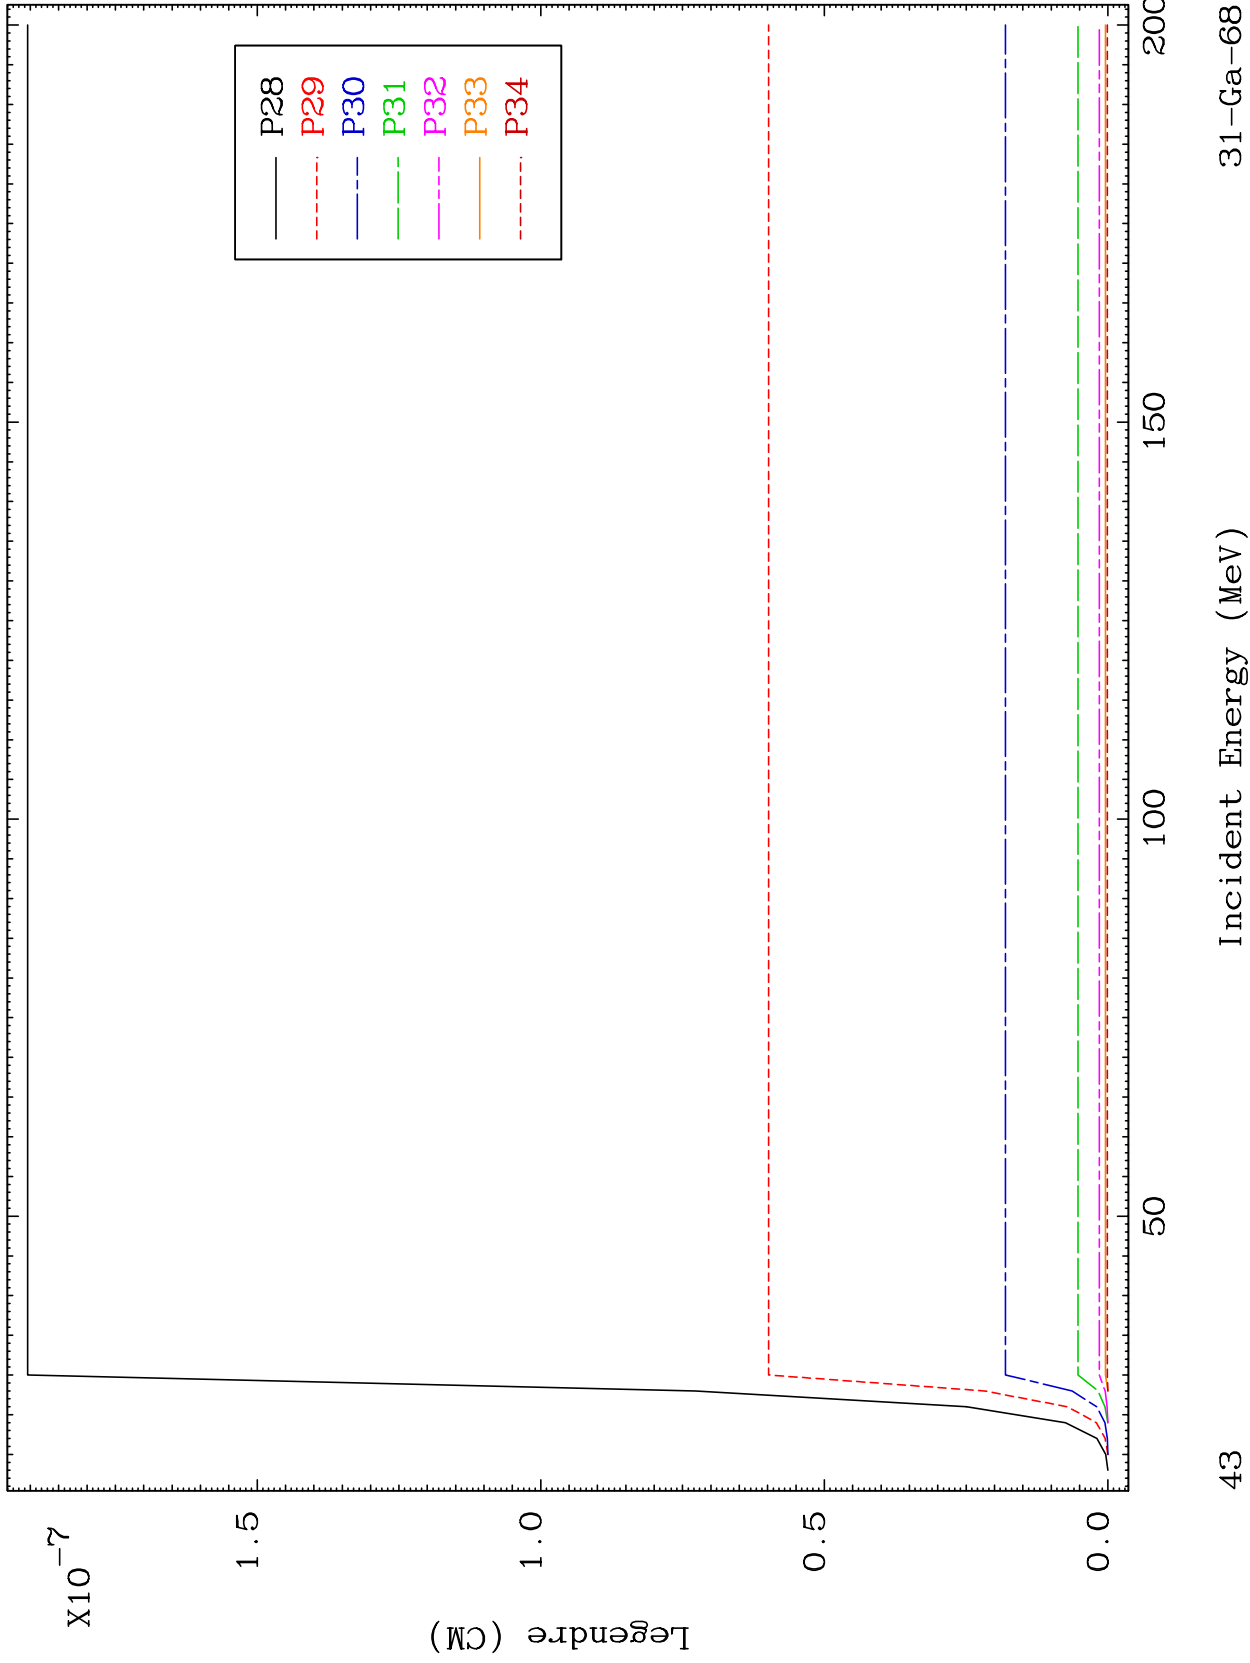 X10-7
1.5
1.0
0.5
0.0
Legendre (CM)
P28
P29
P30
P31
P32
P33
P34
50
100
150
200
43
Incident Energy (MeV)
31-Ga-68